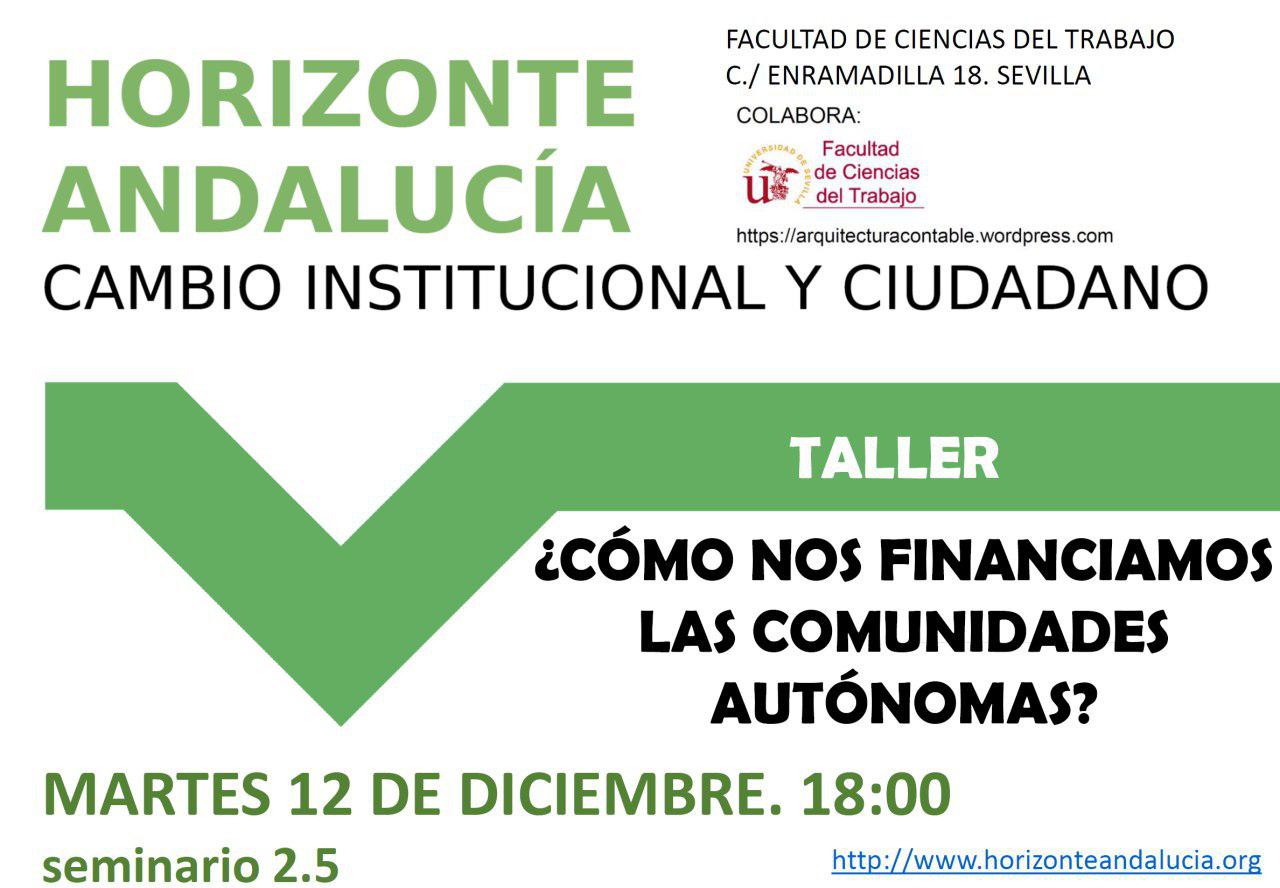 HORIZONTE
ANDALUCÍA
CAMBIO INSTITUCIONAL Y CIUDADANO
FACULTAD DE CIENCIAS DEL TRABAJO
C./ ENRAMADILLA 18. SEVILLA
COLABORA:
UNIVERSIDAD DE SEVILLA
US
Facultad
de Ciencias
del Trabajo
https://arquitecturacontable.wordpress.com
TALLER
¿CÓMO NOS FINANCIAMOS
LAS COMUNIDADES
AUTÓNOMAS?
MARTES 12 DE DICIEMBRE. 18:00
seminario 2.5
http://www.horizonteandalucia.org